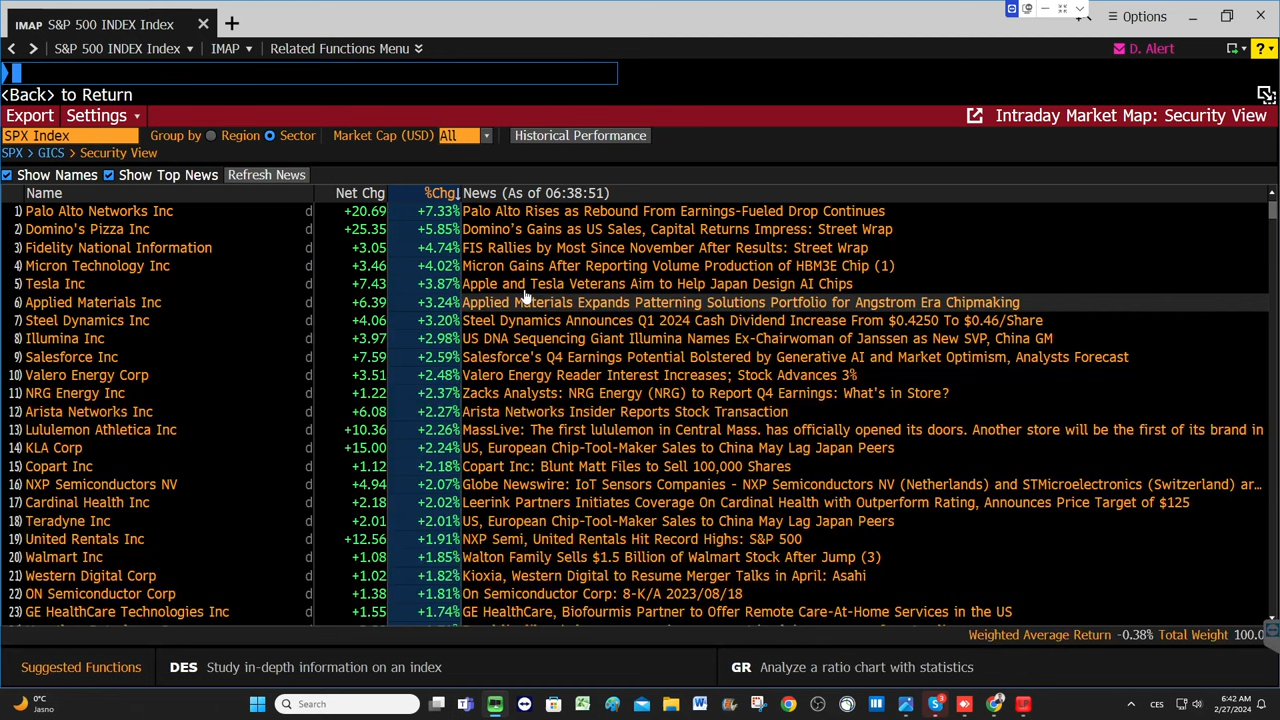 IMAP S&P 500 INDEX Index
Options
S&P 500 INDEX Index IMAP Related Functions Menu D. Alert ?
<Back> to Return
Export Settings Intraday Market Map: Security View
SPX Index Group by Region Sector Market Cap (USD) All Historical Performance
SPX > GICS > Security View
Show Names Show Top News Refresh News
Name Net Chg %Chg↓ News (As of 06:38:51)
1) Palo Alto Networks Inc d +20.69 +7.33% Palo Alto Rises as Rebound From Earnings-Fueled Drop Continues
2) Domino's Pizza Inc d +25.35 +5.85% Domino's Gains as US Sales, Capital Returns Impress: Street Wrap
3) Fidelity National Information d +3.05 +4.74% FIS Rallies by Most Since November After Results: Street Wrap
4) Micron Technology Inc d +3.46 +4.02% Micron Gains After Reporting Volume Production of HBM3E Chip (1)
5) Tesla Inc d +7.43 +3.87% Apple and Tesla Veterans Aim to Help Japan Design AI Chips
6) Applied Materials Inc d +6.39 +3.24% Applied Materials Expands Patterning Solutions Portfolio for Angstrom Era Chipmaking
7) Steel Dynamics Inc d +4.06 +3.20% Steel Dynamics Announces Q1 2024 Cash Dividend Increase From $0.4250 To $0.46/Share
8) Illumina Inc d +3.97 +2.98% US DNA Sequencing Giant Illumina Names Ex-Chairwoman of Janssen as New SVP, China GM
9) Salesforce Inc d +7.59 +2.59% Salesforce's Q4 Earnings Potential Bolstered by Generative AI and Market Optimism, Analysts Forecast
10) Valero Energy Corp d +3.51 +2.48% Valero Energy Reader Interest Increases; Stock Advances 3%
11) NRG Energy Inc d +1.22 +2.37% Zacks Analysts: NRG Energy (NRG) to Report Q4 Earnings: What's in Store?
12) Arista Networks Inc d +6.08 +2.27% Arista Networks Insider Reports Stock Transaction
13) Lululemon Athletica Inc d +10.36 +2.26% MassLive: The first lululemon in Central Mass. has officially opened its doors. Another store will be the first of its brand in
14) KLA Corp d +15.00 +2.24% US, European Chip-Tool-Maker Sales to China May Lag Japan Peers
15) Copart Inc d +1.12 +2.18% Copart Inc: Blunt Matt Files to Sell 100,000 Shares
16) NXP Semiconductors NV d +4.94 +2.07% Globe Newswire: IoT Sensors Companies - NXP Semiconductors NV (Netherlands) and STMicroelectronics (Switzerland) ar...
17) Cardinal Health Inc d +2.18 +2.02% Leerink Partners Initiates Coverage On Cardinal Health with Outperform Rating, Announces Price Target of $125
18) Teradyne Inc d +2.01 +2.01% US, European Chip-Tool-Maker Sales to China May Lag Japan Peers
19) United Rentals Inc d +12.56 +1.91% NXP Semi, United Rentals Hit Record Highs: S&P 500
20) Walmart Inc d +1.08 +1.85% Walton Family Sells $1.5 Billion of Walmart Stock After Jump (3)
21) Western Digital Corp d +1.02 +1.82% Kioxia, Western Digital to Resume Merger Talks in April: Asahi
22) ON Semiconductor Corp d +1.38 +1.81% ON Semiconductor Corp: 8-K/A 2023/08/18
23) GE HealthCare Technologies Inc d +1.55 +1.74% GE HealthCare, Biofourmis Partner to Offer Remote Care-At-Home Services in the US
Weighted Average Return -0.38% Total Weight 100.0
Suggested Functions DES Study in-depth information on an index GR Analyze a ratio chart with statistics
0°C
Jasno
Search
CES
6:42 AM
2/27/2024